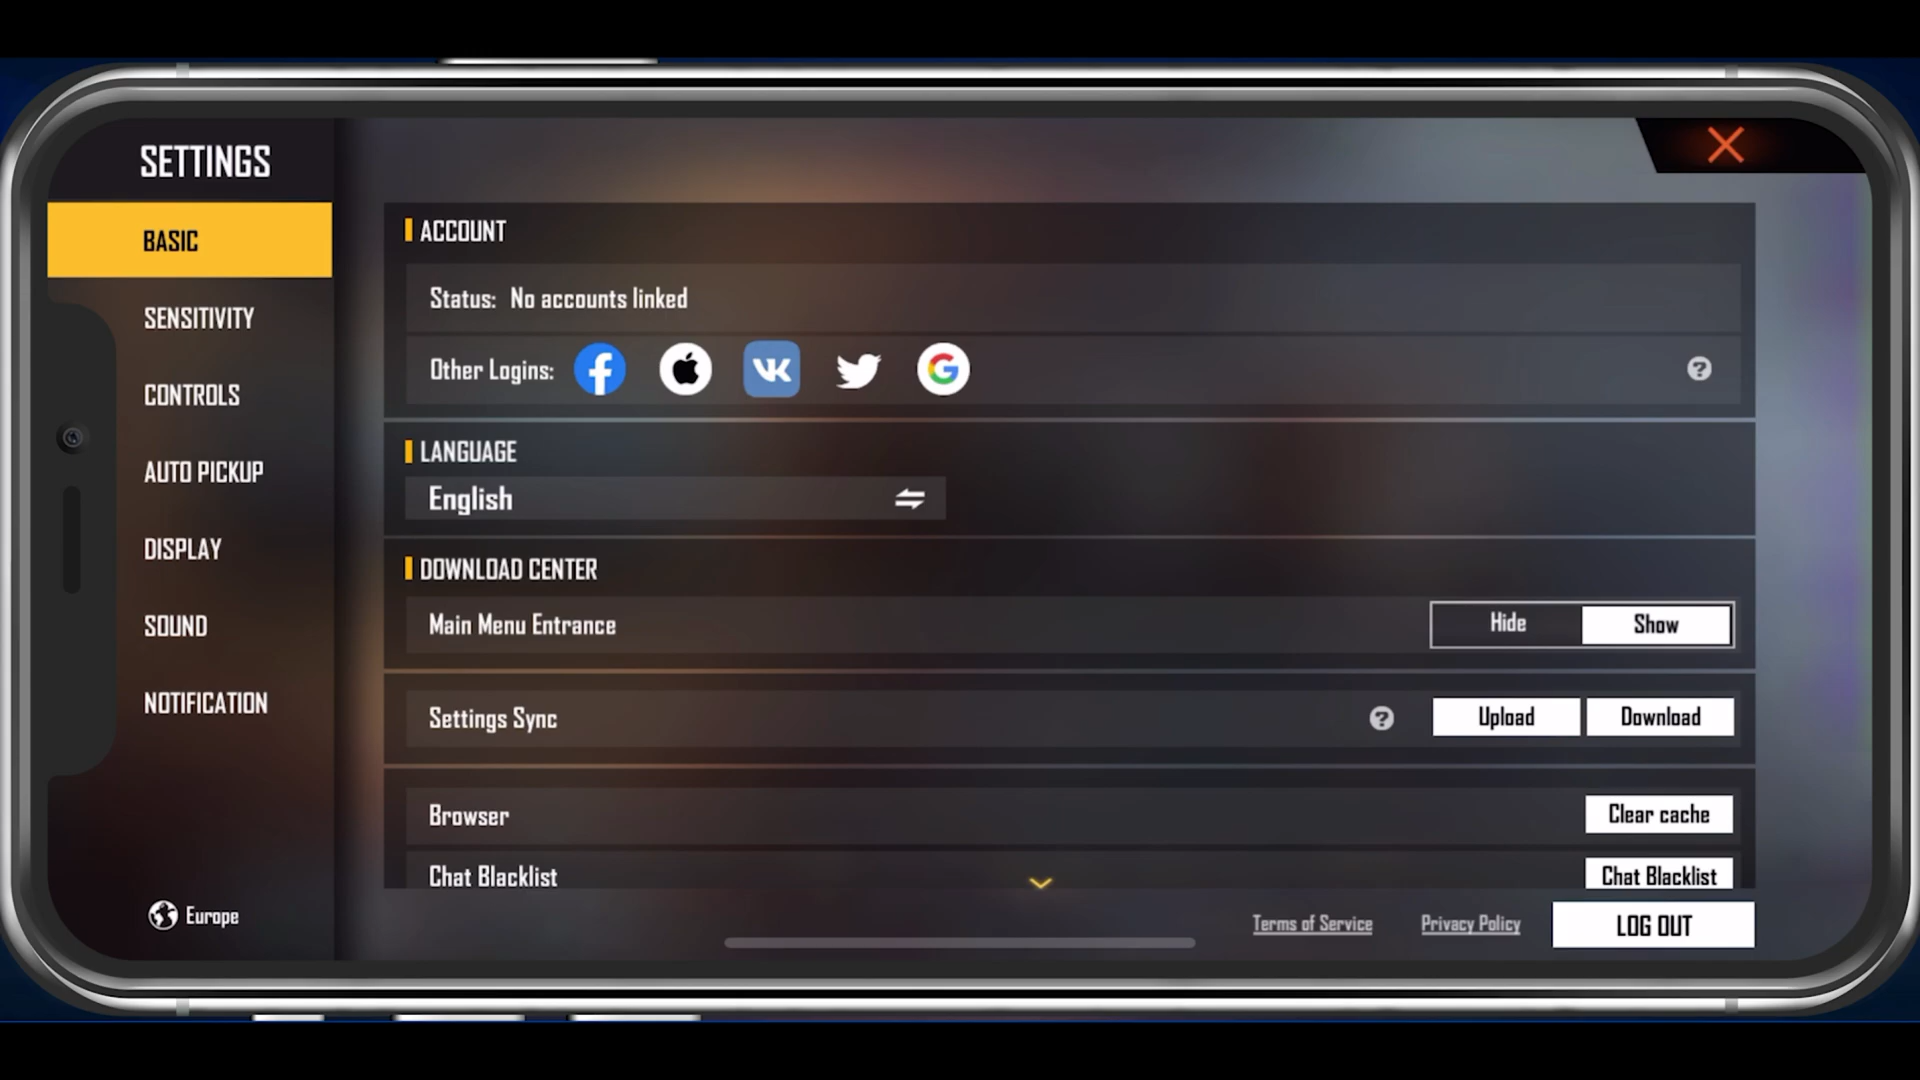 SETTINGS
BASIC
SENSITIVITY
CONTROLS
AUTO PICKUP
DISPLAY
SOUND
NOTIFICATION
Europe
ACCOUNT
Status: No accounts linked
Other Logins:
LANGUAGE
English
DOWNLOAD CENTER
Main Menu Entrance
Hide Show
Settings Sync
? Upload Download
Browser
Clear cache
Chat Blacklist
Chat Blacklist
Terms of Service Privacy Policy LOG OUT